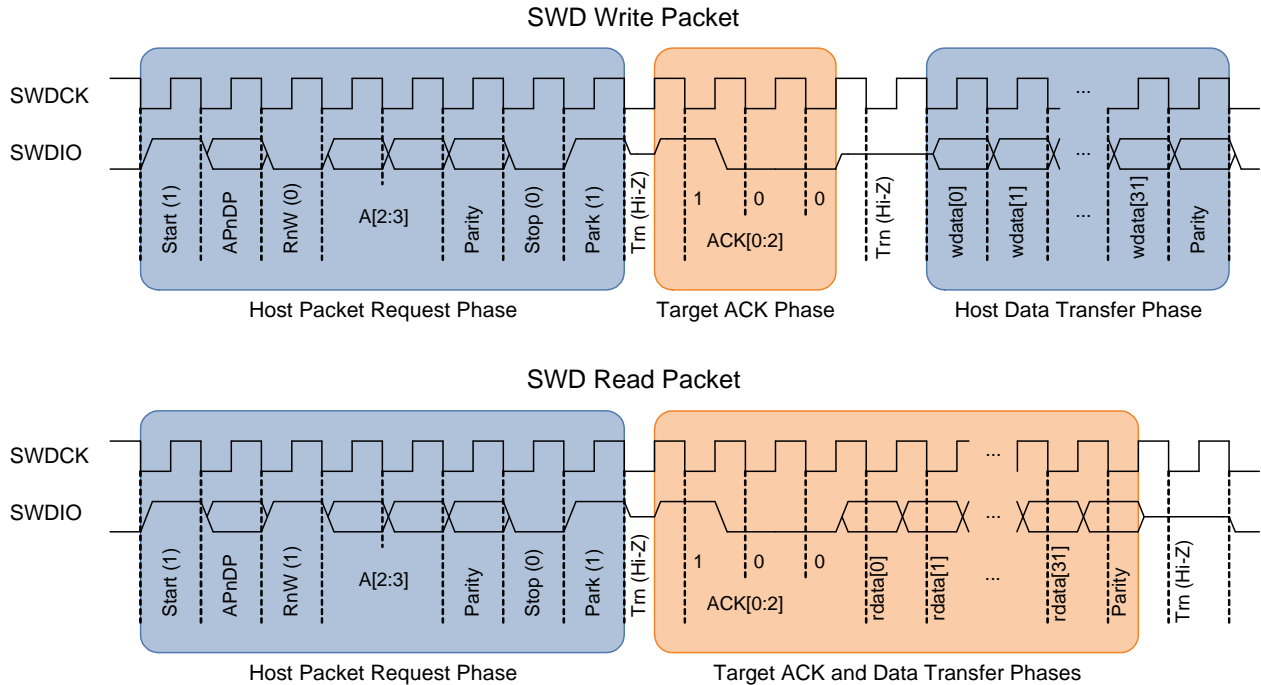 SWD Write Packet
SWDCK
...
SWDIO
...
Start (1)
APnDP
RnW (0)
A[2:3]
Parity
Stop (0)
Park (1)
Trn (Hi-Z)
1 0 0
ACK[0:2]
Trn (Hi-Z)
wdata[0]
wdata[1]
...
wdata[31]
Parity
Host Packet Request Phase
Target ACK Phase
Host Data Transfer Phase
SWD Read Packet
SWDCK
...
SWDIO
...
Start (1)
APnDP
RnW (1)
A[2:3]
Parity
Stop (0)
Park (1)
Trn (Hi-Z)
1 0 0
ACK[0:2]
rdata[0]
rdata[1]
...
rdata[31]
Parity
Trn (Hi-Z)
Host Packet Request Phase
Target ACK and Data Transfer Phases